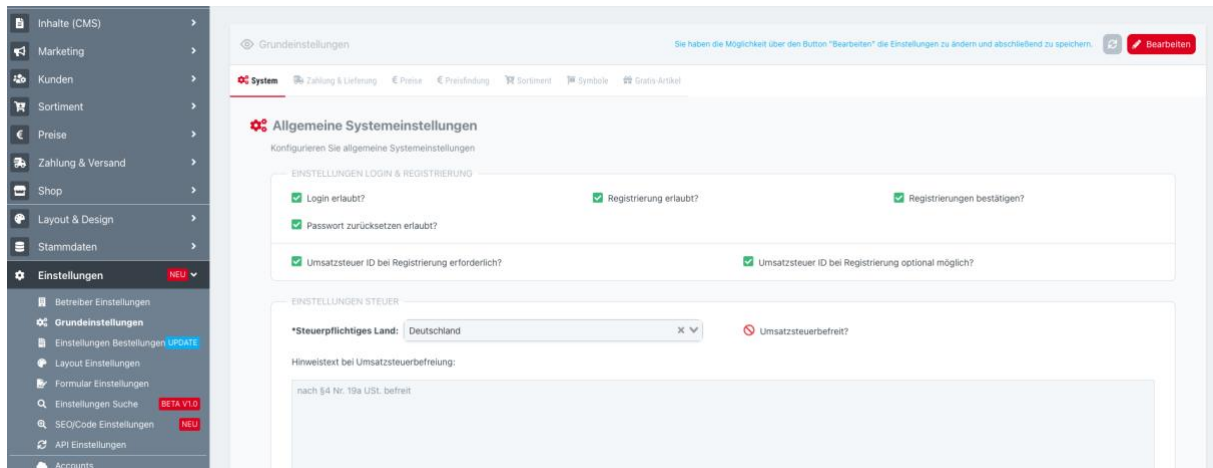 Inhalte (CMS)
Marketing
Kunden
Sortiment
Preise
Zahlung & Versand
Shop
Layout & Design
Stammdaten
Einstellungen NEU
Betreiber Einstellungen
Grundeinstellungen
Einstellungen Bestellungen UPDATE
Layout Einstellungen
Formular Einstellungen
Einstellungen Suche BETA V1.0
SEO/Code Einstellungen NEU
API Einstellungen
Accounts
Grundeinstellungen Sie haben die Möglichkeit über den Button "Bearbeiten" die Einstellungen zu ändern und abschließend zu speichern. Bearbeiten
System Zahlung & Lieferung € Preise € Preisfindung Sortiment Symbole Gratis-Artikel
Allgemeine Systemeinstellungen
Konfigurieren Sie allgemeine Systemeinstellungen
EINSTELLUNGEN LOGIN & REGISTRIERUNG
Login erlaubt? Registrierung erlaubt? Registrierungen bestätigen?
Passwort zurücksetzen erlaubt?
Umsatzsteuer ID bei Registrierung erforderlich? Umsatzsteuer ID bei Registrierung optional möglich?
EINSTELLUNGEN STEUER
*Steuerpflichtiges Land: Deutschland Umsatzsteuerbefreit?
Hinweistext bei Umsatzsteuerbefreiung:
nach §4 Nr. 19a USt. befreit